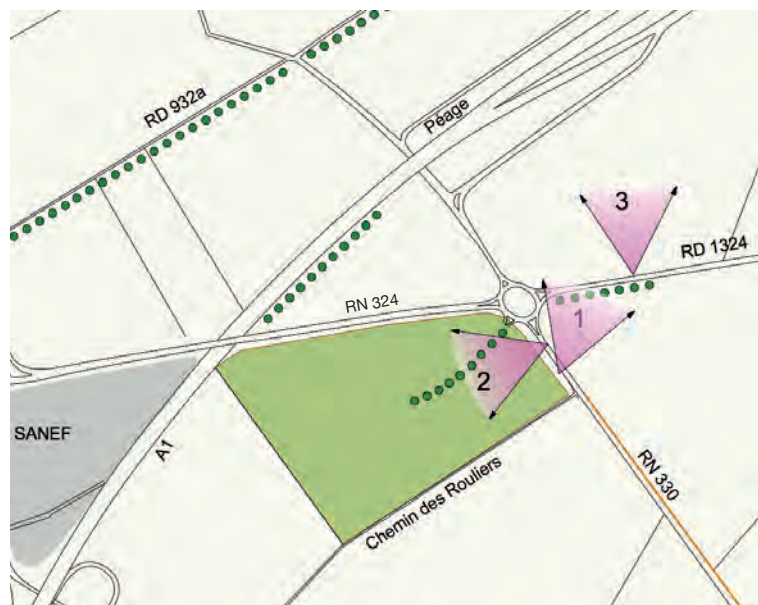 RD 932a
Péage
3
RD 1324
RN 324
1
2
SANEF
A1
Chemin des Rouliers
RN 330